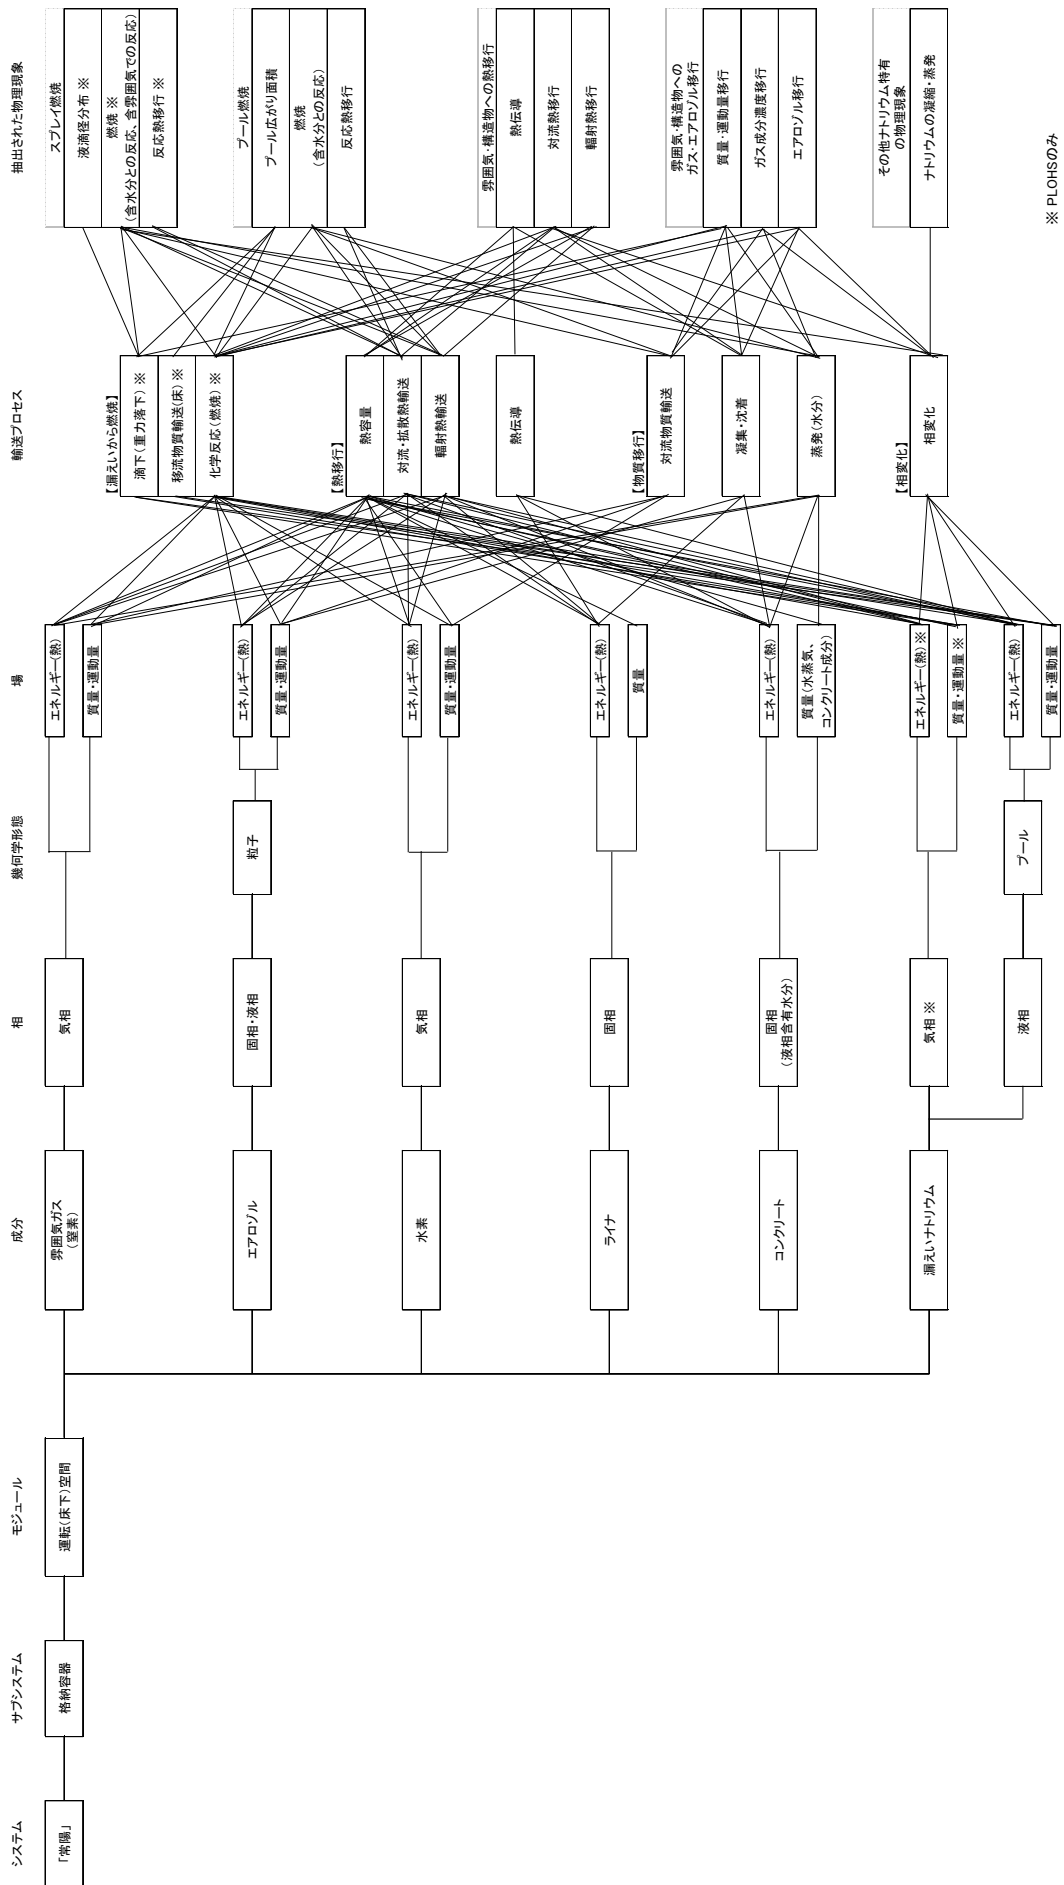 システム
サブシステム
モジュール
成分
相
幾何学形態
場
輸送プロセス
抽出された物理現象
「常陽」
格納容器
運転(床下)空間
雰囲気ガス
(窒素)
気相
エネルギー(熱)
質量・運動量
エアロゾル
固相・液相
粒子
エネルギー(熱)
質量・運動量
水素
気相
エネルギー(熱)
質量・運動量
ライナ
固相
エネルギー(熱)
質量
コンクリート
固相
(液相含有水分)
エネルギー(熱)
質量(水蒸気、
コンクリート成分)
漏えいナトリウム
気相 ※
エネルギー(熱) ※
質量・運動量 ※
液相
プール
エネルギー(熱)
質量・運動量
【漏えいから燃焼】
滴下(重力落下) ※
移流物質輸送(床) ※
化学反応(燃焼) ※
【熱移行】
熱容量
対流・拡散熱輸送
輻射熱輸送
熱伝導
【物質移行】
対流物質輸送
凝集・沈着
蒸発(水分)
【相変化】
相変化
スプレイ燃焼
液滴径分布 ※
燃焼 ※
(含水分との反応、含雰囲気での反応)
反応熱移行 ※
プール燃焼
プール広がり面積
燃焼
(含水分との反応)
反応熱移行
雰囲気・構造物への熱移行
熱伝導
対流熱移行
輻射熱移行
雰囲気・構造物への
ガス・エアロゾル移行
質量・運動量移行
ガス成分濃度移行
エアロゾル移行
その他ナトリウム特有
の物理現象
ナトリウムの凝縮・蒸発
※ PLOHSのみ